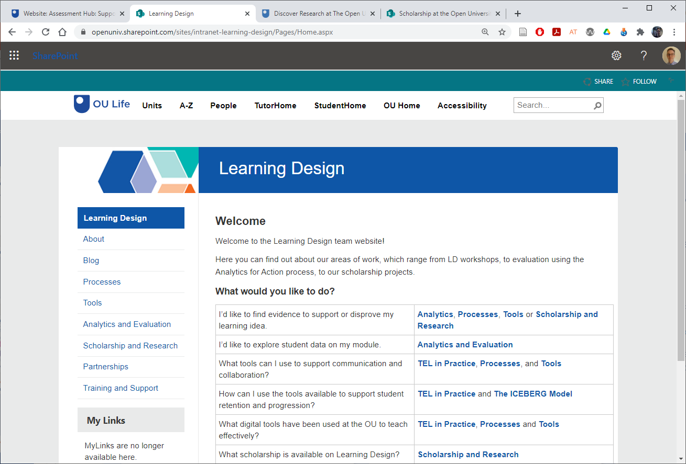 Website: Assessment Hub: Supp
Learning Design
Discover Research at The Open U
Scholarship at the Open Univers
openuniv.sharepoint.com/sites/intranet-learning-design/Pages/Home.aspx
SharePoint
SHARE
FOLLOW
OU Life
Units
A-Z
People
TutorHome
StudentHome
OU Home
Accessibility
Search...
Learning Design
Learning Design
About
Blog
Processes
Tools
Analytics and Evaluation
Scholarship and Research
Partnerships
Training and Support
My Links
MyLinks are no longer
available here.
Welcome
Welcome to the Learning Design team website!
Here you can find out about our areas of work, which range from LD workshops, to evaluation using the
Analytics for Action process, to our scholarship projects.
What would you like to do?
I'd like to find evidence to support or disprove my
learning idea.
Analytics, Processes, Tools or Scholarship and
Research
I'd like to explore student data on my module.
Analytics and Evaluation
What tools can I use to support communication and
collaboration?
TEL in Practice, Processes, and Tools
How can I use the tools available to support student
retention and progression?
TEL in Practice and The ICEBERG Model
What digital tools have been used at the OU to teach
effectively?
TEL in Practice, Processes and Tools
What scholarship is available on Learning Design?
Scholarship and Research